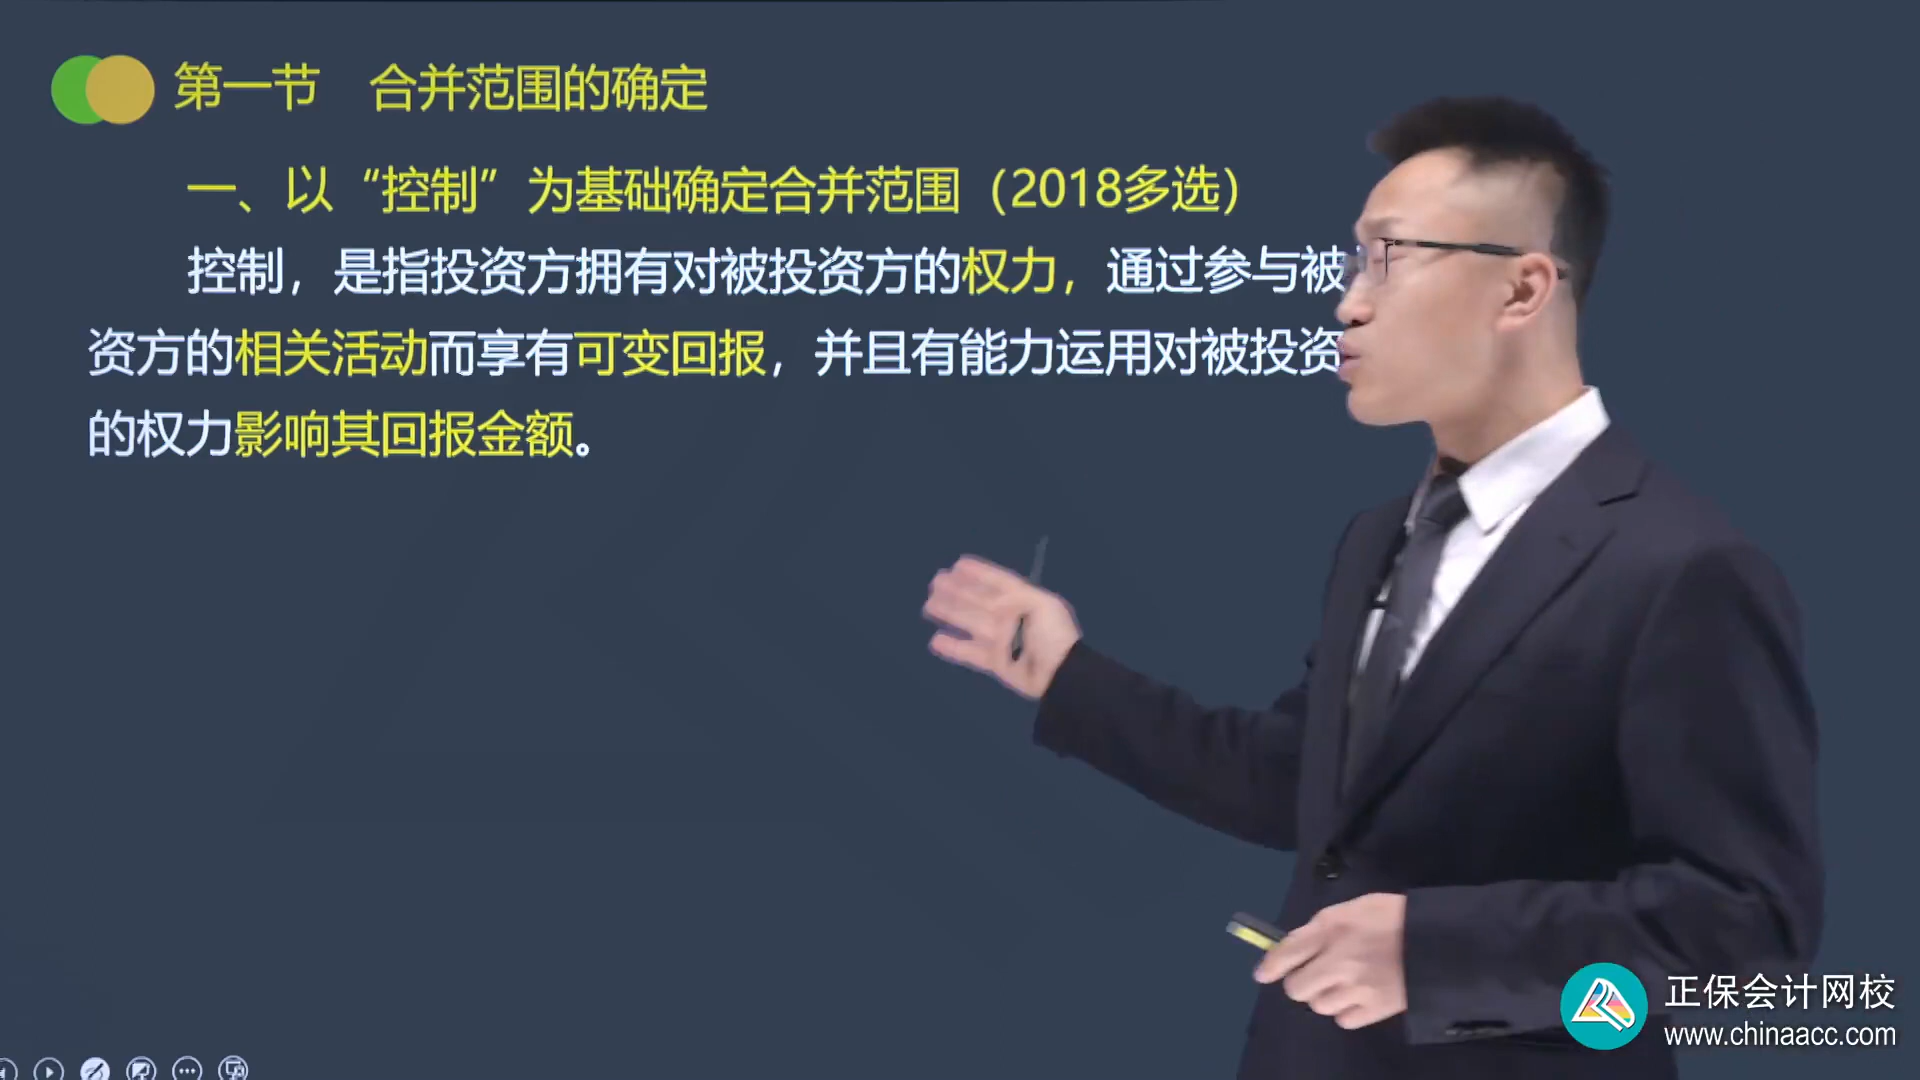 第一节 合并范围的确定
一、以“控制”为基础确定合并范围（2018多选）
控制，是指投资方拥有对被投资方的权力，通过参与被
资方的相关活动而享有可变回报，并且有能力运用对被投资
的权力影响其回报金额。
正保会计网校
www.chinaacc.com